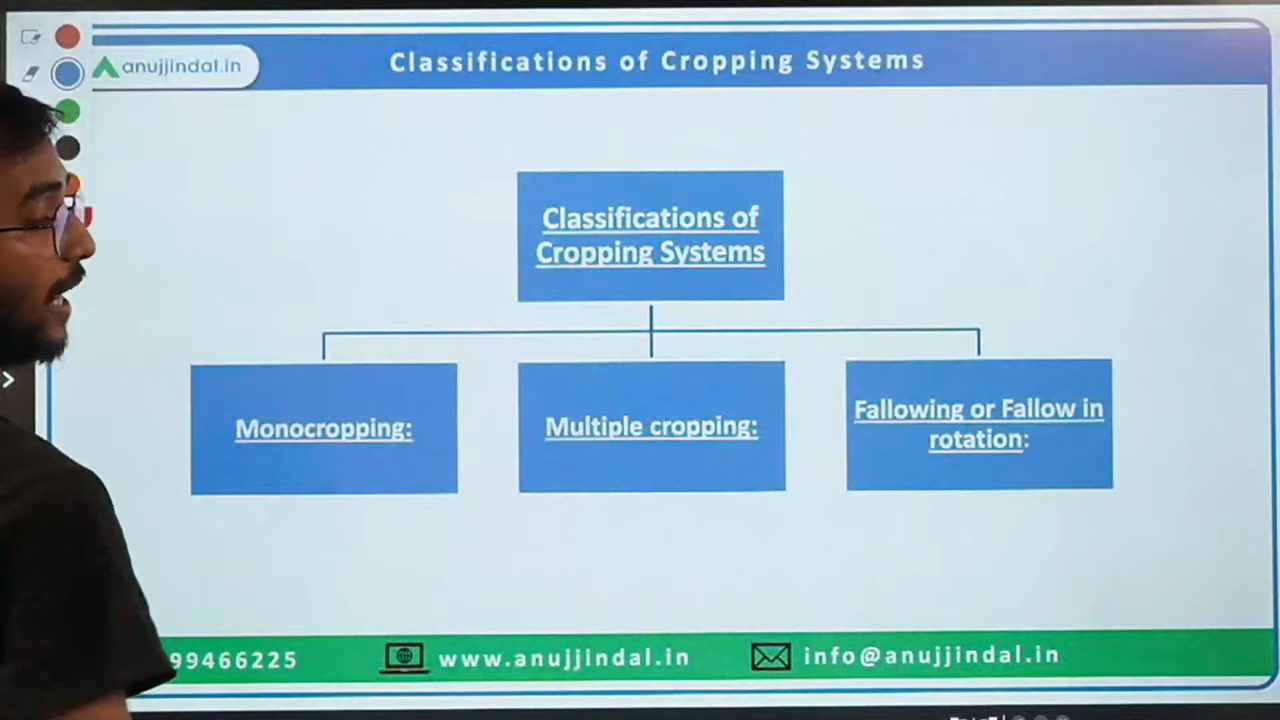 anujjindal.in
Classifications of Cropping Systems
Classifications of
Cropping Systems
Monocropping:
Multiple cropping:
Fallowing or Fallow in
rotation:
99466225
www.anujjindal.in
info@anujjindal.in